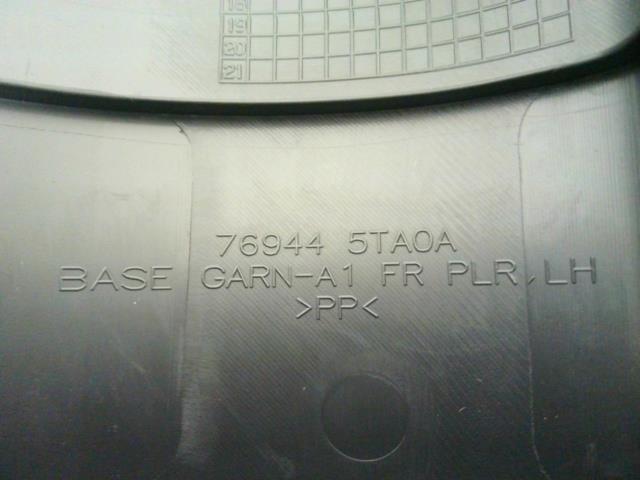 18
19
20
21
76944 5TA0A
BASE GARN-A1 FR PLR,LH
>PP<